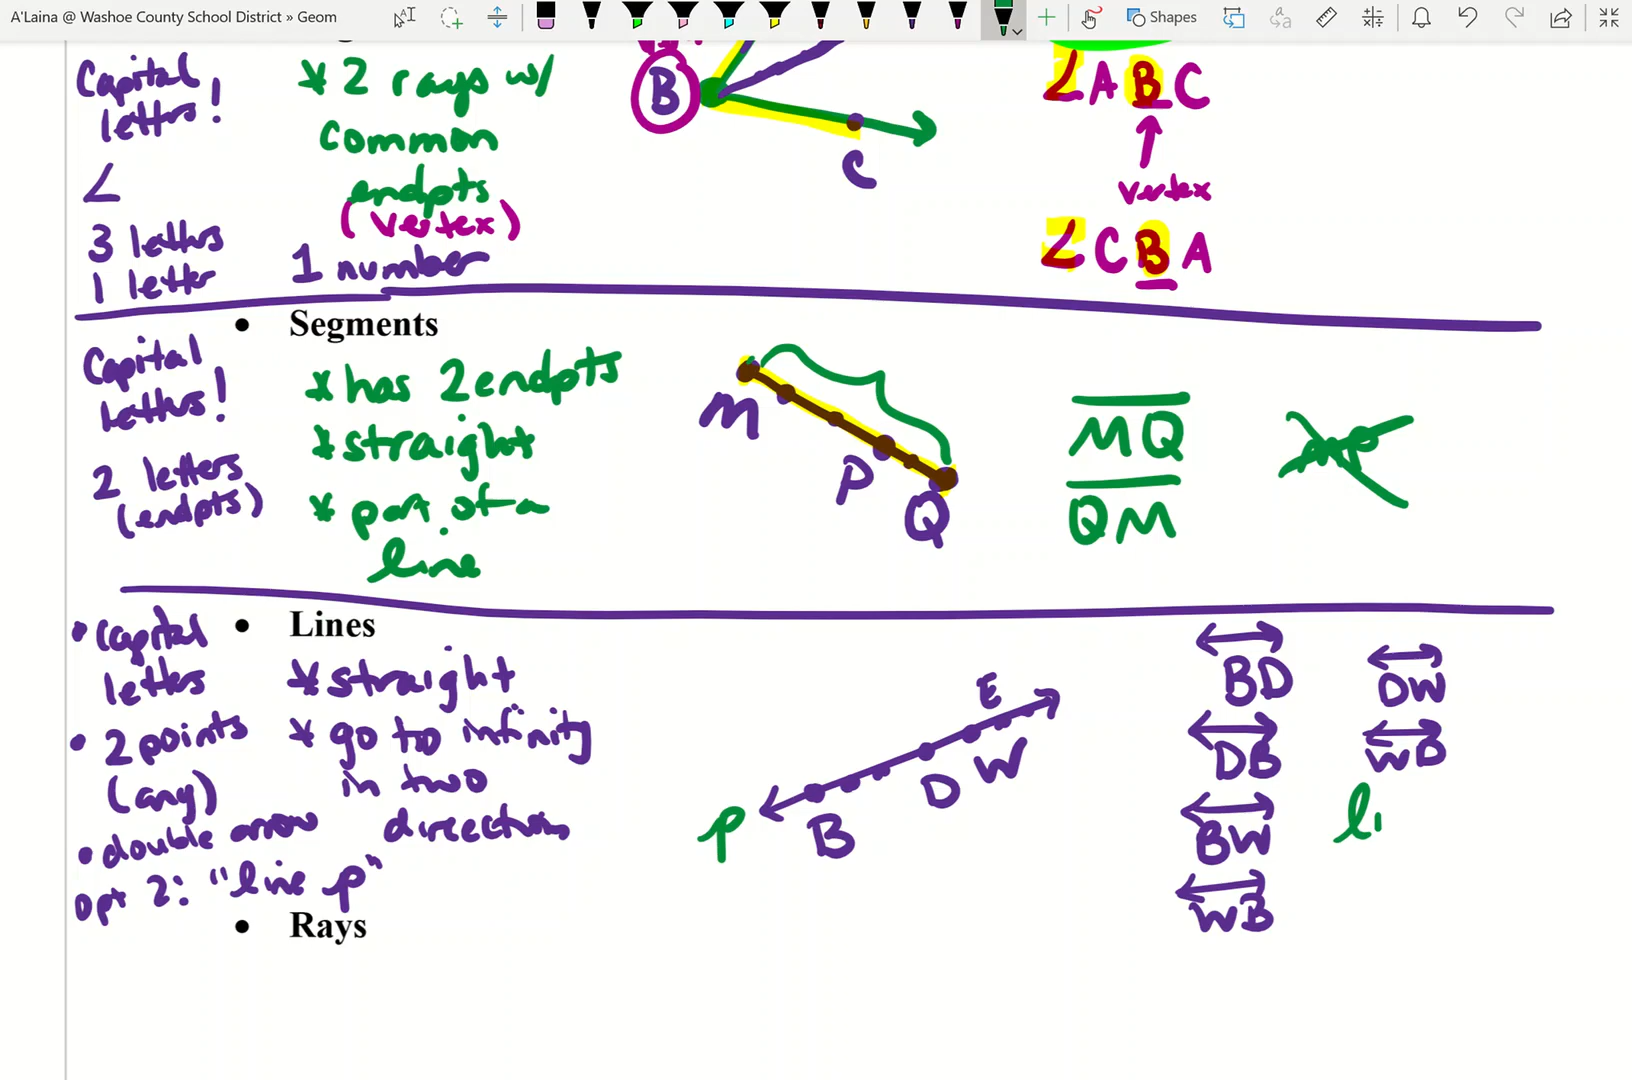 A'Laina @ Washoe County School District » Geom
Shapes
Capital
letters!
∠
3 letters
1 letter
* 2 rays w/
common
endpts
(vertex)
1 number
B
C
∠ABC
↑
vertex
∠CBA
• Segments
Capital
letters!
2 letters
(endpts)
* has 2 endpts
* straight
* part of a
line
M
P
Q
MQ
QM
MP
• Lines
• Capital
letters
• 2 points
(any)
• double arrow
opt 2: "line p"
* straight
* go to infinity
in two
directions
E
p
B
D
W
BD
DB
BW
WB
DW
WD
li
• Rays